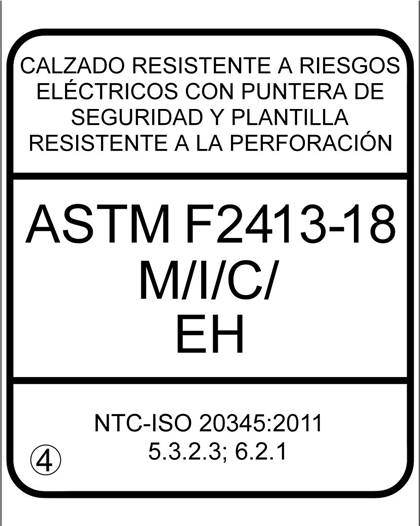 CALZADO RESISTENTE A RIESGOS
ELÉCTRICOS CON PUNTERA DE
SEGURIDAD Y PLANTILLA
RESISTENTE A LA PERFORACIÓN
ASTM F2413-18
M/I/C/
EH
NTC-ISO 20345:2011
5.3.2.3; 6.2.1
4